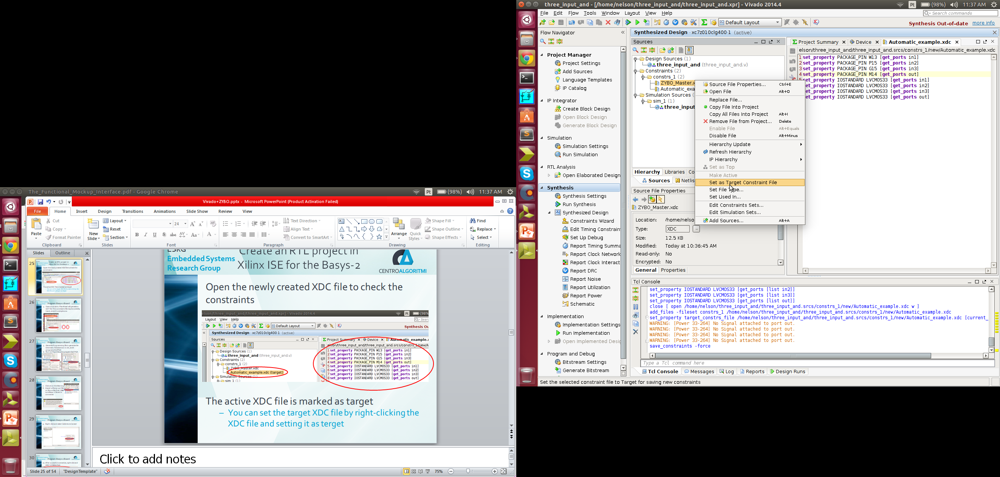 three_input_and - [/home/nelson/three_input_and/three_input_and.xpr] - Vivado 2014.4
Pt (98%) 11:37 AM
File Edit Flow Tools Window Layout View Help
Search commands
Default Layout
Synthesis Out-of-date more info
Flow Navigator
Project Manager
Project Settings
Add Sources
Language Templates
IP Catalog
IP Integrator
Create Block Design
Open Block Design
Generate Block Design
Simulation
Simulation Settings
Run Simulation
RTL Analysis
Open Elaborated Design
Synthesis
Synthesis Settings
Run Synthesis
Synthesized Design
Constraints Wizard
Edit Timing Constrain
Set Up Debug
Report Timing Summa
Report Clock Network
Report Clock Interact
Report DRC
Report Noise
Report Utilization
Report Power
Schematic
Implementation
Implementation Settings
Run Implementation
Open Implemented Desig
Program and Debug
Bitstream Settings
Generate Bitstream
Synthesized Design - xc7z010clg400-1 (active)
Sources
Design Sources (1)
three_input_and (three_input_and.v)
Constraints (2)
constrs_1 (2)
ZYBO_Master.x
Automatic_exa
Simulation Sources (
sim_1 (1)
three_input
Hierarchy Libraries Co
Sources Netlis
Source File Properties... Ctrl+E
Open File Alt+O
Replace File...
Copy File Into Project
Copy All Files Into Project Alt+I
Remove File from Project... Delete
Enable File Alt+Equals
Disable File Alt+Minus
Hierarchy Update
Refresh Hierarchy
IP Hierarchy
Set as Top
Make Active
Set as Target Constraint File
Set File Type...
Set Used In...
Edit Constraints Sets...
Edit Simulation Sets...
Add Sources... Alt+A
Source File Properties
ZYBO_Master.xdc
Location: /home/nelso
Type: XDC
Size: 12.5 KB
Modified: Today at 10:36:45 AM
Read-only: No
Encrypted: No
General Properties
Project Summary Device Automatic_example.xdc
elson/three_input_and/three_input_and.srcs/constrs_1/new/Automatic_example.xdc
1 set_property PACKAGE_PIN W13 [get_ports in1]
2 set_property PACKAGE_PIN P15 [get_ports in2]
3 set_property PACKAGE_PIN G15 [get_ports in3]
4 set_property PACKAGE_PIN M14 [get_ports out]
et_property IOSTANDARD LVCMOS33 [get_ports in1]
et_property IOSTANDARD LVCMOS33 [get_ports in2]
et_property IOSTANDARD LVCMOS33 [get_ports in3]
et_property IOSTANDARD LVCMOS33 [get_ports out]
Tcl Console
set_property IOSTANDARD LVCMOS33 [get_ports [list in2]]
set_property IOSTANDARD LVCMOS33 [get_ports [list in3]]
set_property IOSTANDARD LVCMOS33 [get_ports [list out]]
close [ open /home/nelson/three_input_and/three_input_and.srcs/constrs_1/new/Automatic_example.xdc w ]
add_files -fileset constrs_1 /home/nelson/three_input_and/three_input_and.srcs/constrs_1/new/Automatic_example.xdc
set_property target_constrs_file /home/nelson/three_input_and/three_input_and.srcs/constrs_1/new/Automatic_example.xdc [current_
WARNING: [Power 33-264] No Signal attached to port out.
WARNING: [Power 33-264] No Signal attached to port out.
WARNING: [Power 33-264] No Signal attached to port out.
WARNING: [Power 33-264] No Signal attached to port out.
save_constraints -force
Type a Tcl command here
Tcl Console Messages Log Reports Design Runs
Set the selected constraint file to Target for saving new constraints
The_Functional_Mockup_Interface.pdf - Google Chrome
Pt (98%) 11:37 AM
Vivado+ZYBO.pptx - Microsoft PowerPoint (Product Activation Failed)
File Home Insert Design Transitions Animations Slide Show Review View
Paste Cut Copy Format Painter
Clipboard
New Slide Layout Reset Section
Slides
24
Font
Text Direction
Align Text
Convert to SmartArt
Paragraph
Arrange Quick Styles
Shape Fill
Shape Outline
Shape Effects
Drawing
Find
Replace
Select
Editing
Slides Outline
25
26
27
28
29
30
ESRG
Embedded Systems
Research Group
Create an RTL project in
Xilinx ISE for the Basys-2
CENTROALGORITMI
Open the newly created XDC file to check the
constraints
elson/three_input_and/three_input_and.xpr] - Vivado 2014.4
Pt (98%
Layout View Help
Default Layout
Synthesis Ou
Synthesized Design - xc7z010clg400-1 (active)
Sources
Design Sources (1)
three_input_and (three_input_and.v)
Constraints (2)
constrs_1 (2)
ZYBO_Master.xdc
Automatic_example.xdc (target)
Simulation Sources (1)
sim_1 (1)
Project Summary Device Automatic_example.x
elson/three_input_and/three_input_and.srcs/constrs_1/new/A
1 set_property PACKAGE_PIN W13 [get_ports in1]
2 set_property PACKAGE_PIN P15 [get_ports in2]
3 set_property PACKAGE_PIN G15 [get_ports in3]
4 set_property PACKAGE_PIN M14 [get_ports out]
5 set_property IOSTANDARD LVCMOS33 [get_ports in1]
6 set_property IOSTANDARD LVCMOS33 [get_ports in2]
7 set_property IOSTANDARD LVCMOS33 [get_ports in3]
8 set_property IOSTANDARD LVCMOS33 [get_ports out]
The active XDC file is marked as target
– You can set the target XDC file by right-clicking the
XDC file and setting it as terget
Click to add notes
Slide 25 of 54 "DesignTemplate" 75%